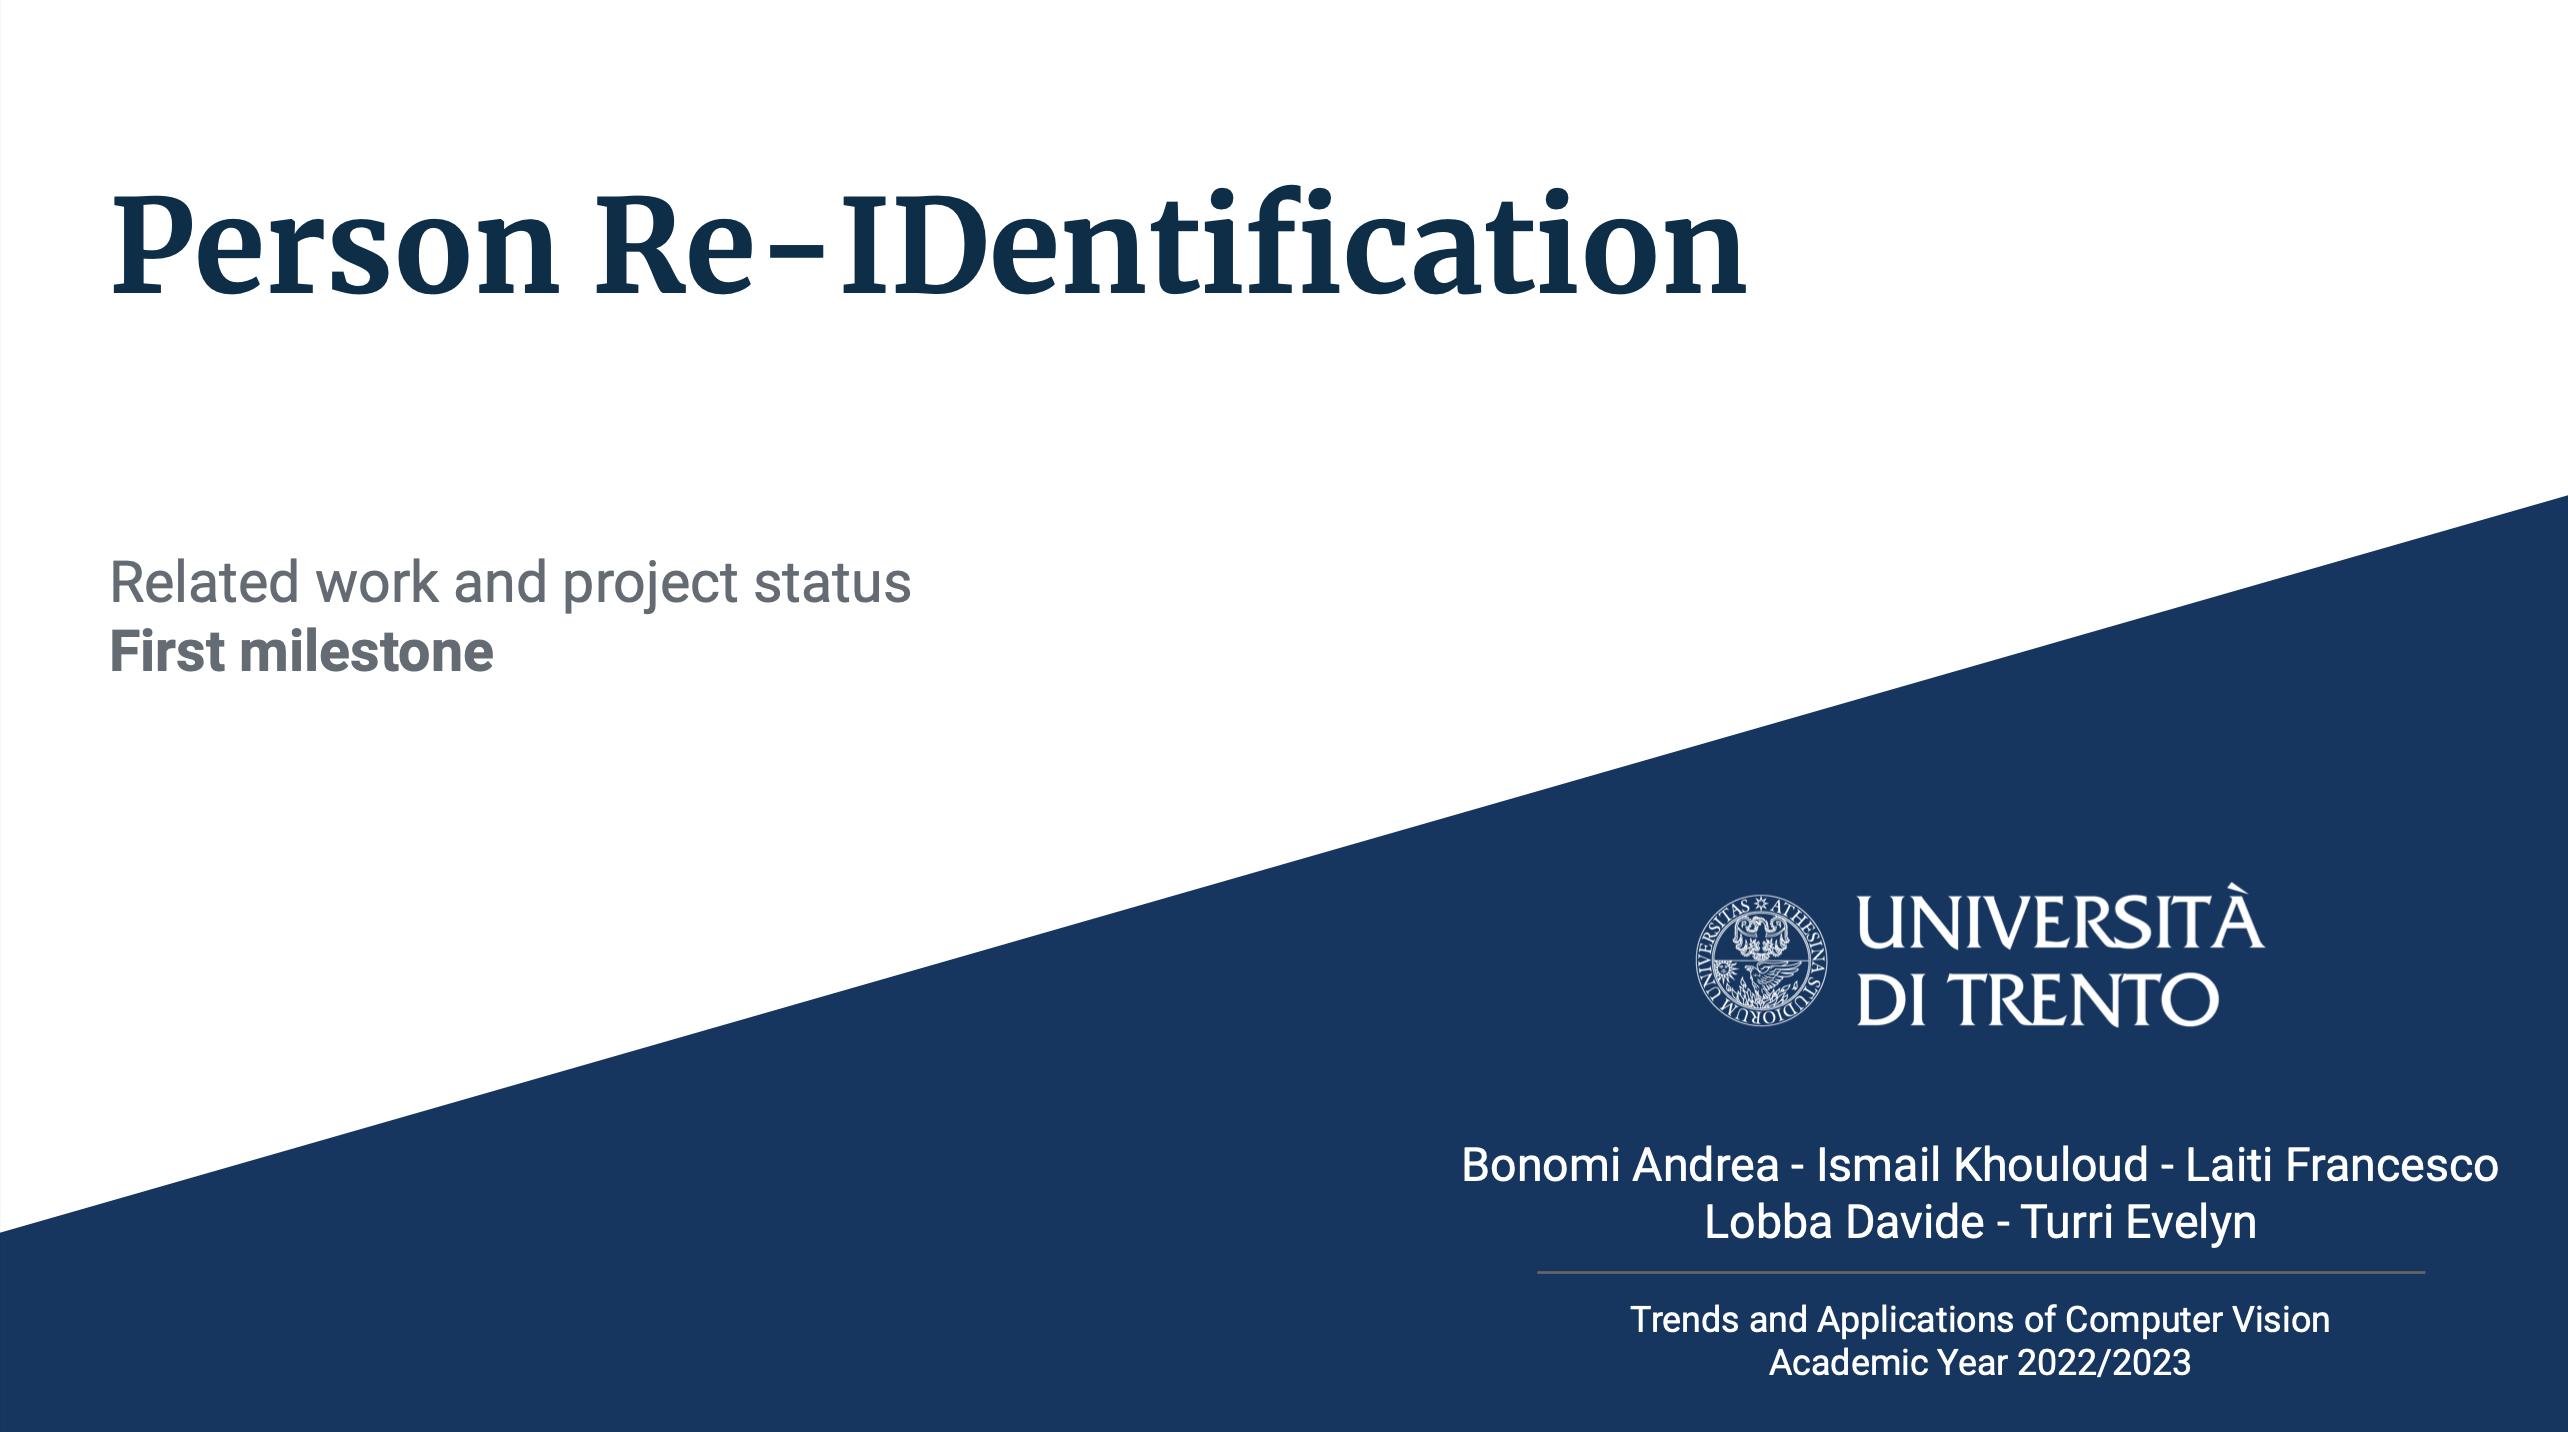 Person Re-IDentification
Related work and project status
First milestone
UNIVERSITAS ATHESINA STUDIORUM
UNIVERSITÀ
DI TRENTO
Bonomi Andrea - Ismail Khouloud - Laiti Francesco
Lobba Davide - Turri Evelyn
Trends and Applications of Computer Vision
Academic Year 2022/2023